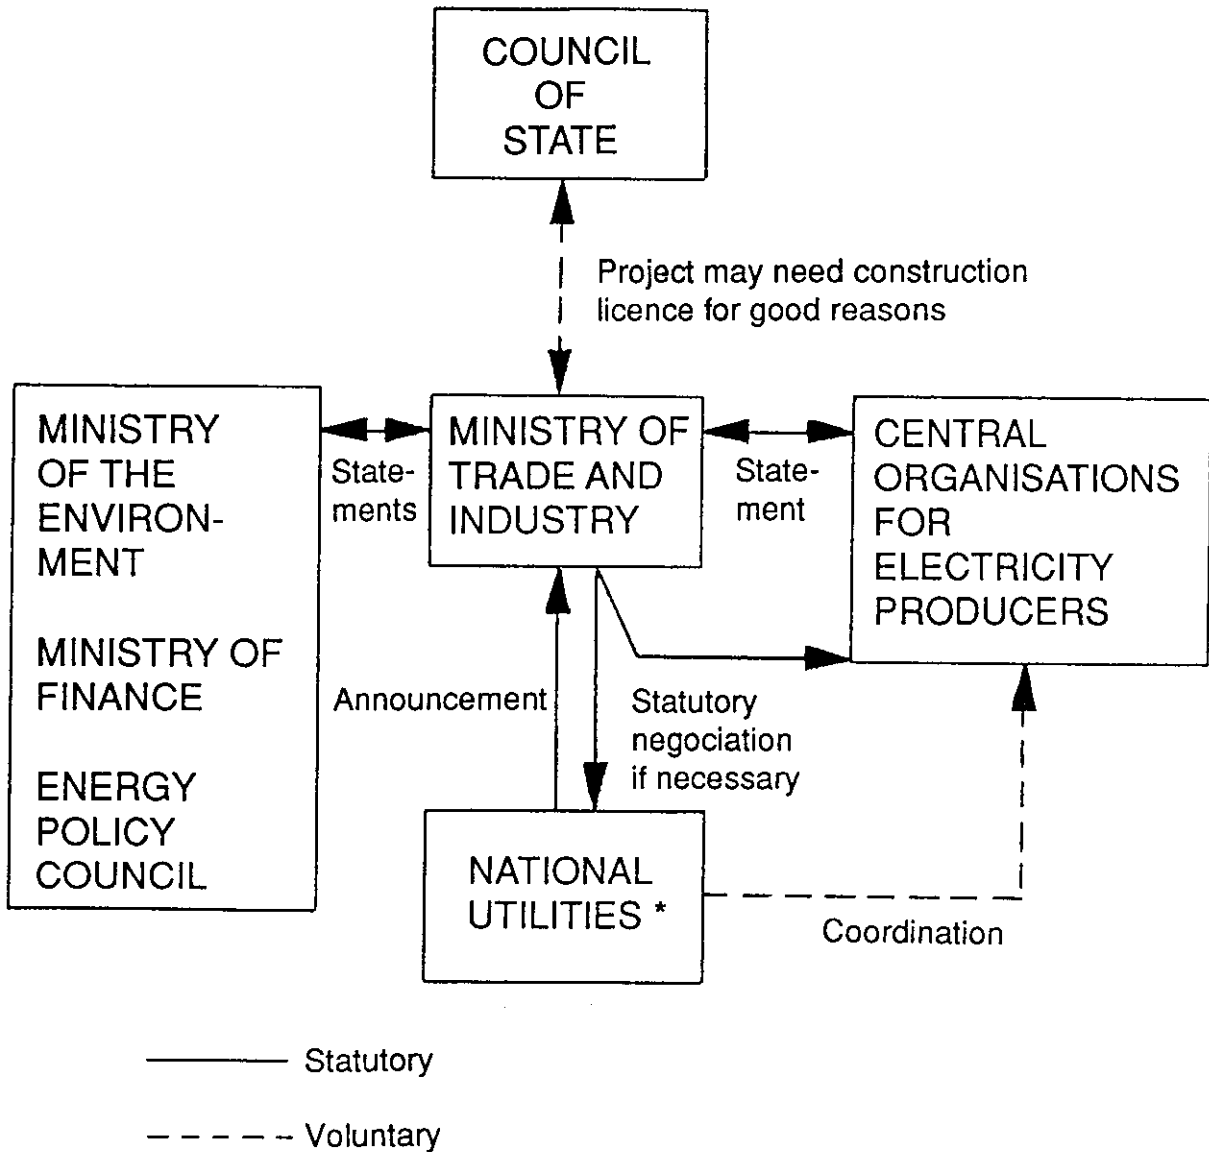 COUNCIL
OF
STATE
Project may need construction
licence for good reasons
MINISTRY
OF THE
ENVIRON-
MENT
MINISTRY OF
FINANCE
ENERGY
POLICY
COUNCIL
State-
ments
MINISTRY OF
TRADE AND
INDUSTRY
State-
ment
CENTRAL
ORGANISATIONS
FOR
ELECTRICITY
PRODUCERS
Announcement
Statutory
negociation
if necessary
NATIONAL
UTILITIES *
Coordination
Statutory
Voluntary